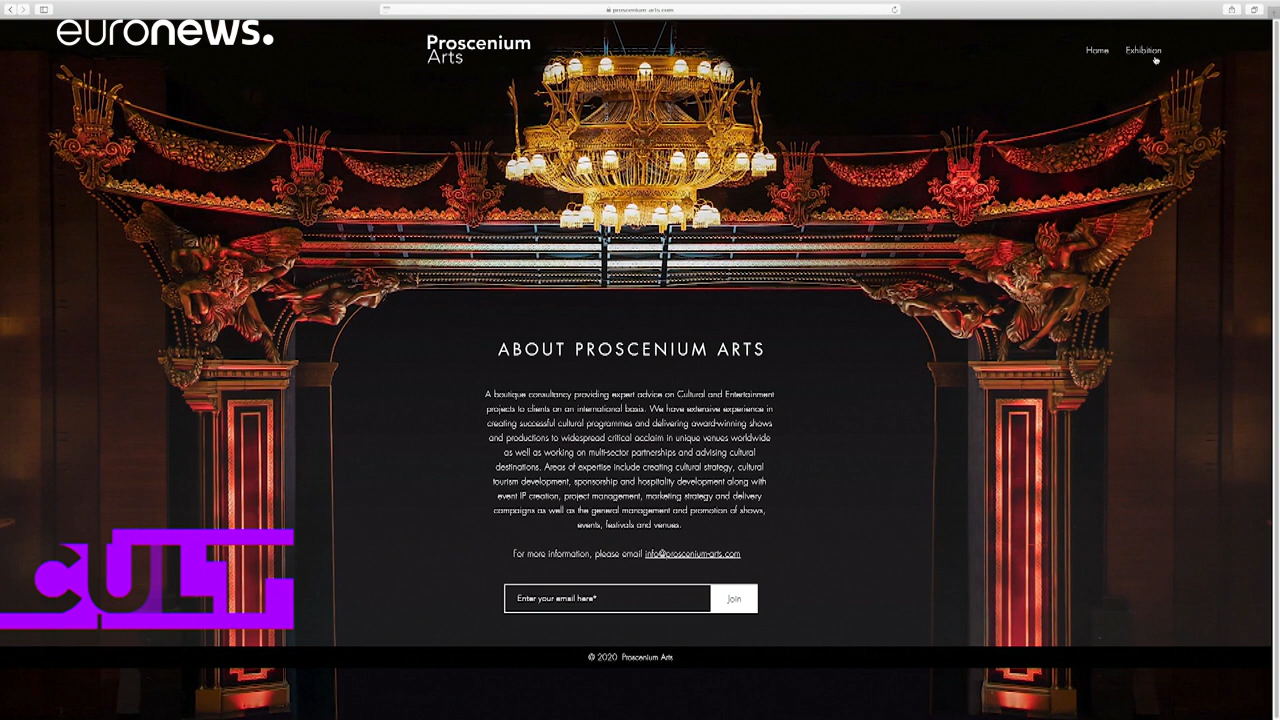 proscenium-arts.com
euronews.
Proscenium
Arts
Home Exhibition
ABOUT PROSCENIUM ARTS
A boutique consultancy providing expert advice on Cultural and Entertainment
projects to clients on an international basis. We have extensive experience in
creating successful cultural programmes and delivering award-winning shows
and productions to widespread critical acclaim in unique venues worldwide
as well as working on multi-sector partnerships and advising cultural
destinations. Areas of expertise include creating cultural strategy, cultural
tourism development, sponsorship and hospitality development along with
event IP creation, project management, marketing strategy and delivery
campaigns as well as the general management and promotion of shows,
events, festivals and venues.
For more information, please email info@proscenium-arts.com
Enter your email here*
Join
CULT
© 2020 Proscenium Arts